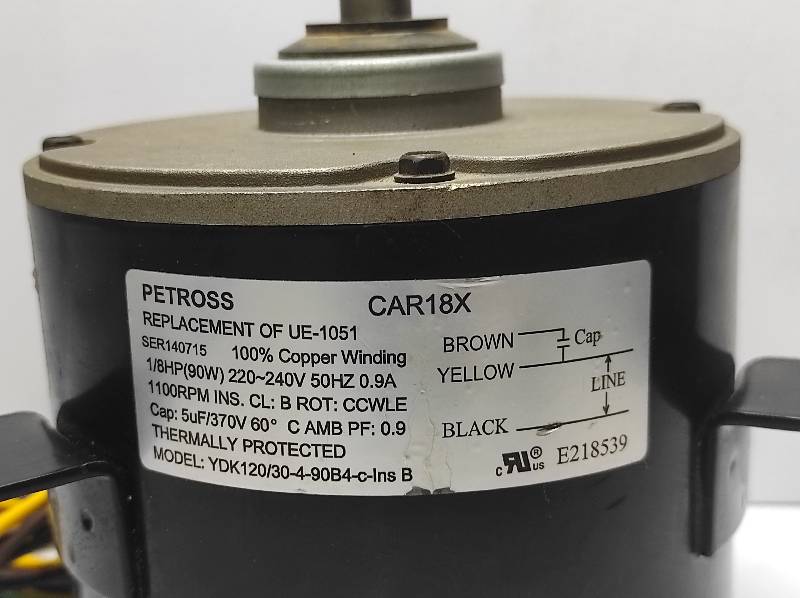 PETROSS CAR18X
REPLACEMENT OF UE-1051
SER140715 100% Copper Winding
1/8HP(90W) 220~240V 50HZ 0.9A
1100RPM INS. CL: B ROT: CCWLE
Cap: 5uF/370V 60° C AMB PF: 0.9
THERMALLY PROTECTED
MODEL: YDK120/30-4-90B4-c-Ins B
BROWN Cap
YELLOW
LINE
BLACK
c RU® US E218539